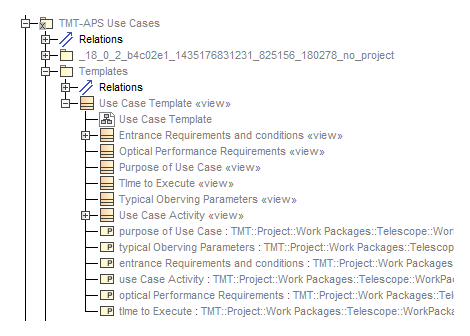 TMT-APS Use Cases
Relations
_18_0_2_b4c02e1_1435176831231_825156_180278_no_project
Templates
Relations
Use Case Template «view»
Use Case Template
Entrance Requirements and conditions «view»
Optical Performance Requirements «view»
Purpose of Use Case «view»
TIme to Execute «view»
Typical Oberving Parameters «view»
Use Case Activity «view»
P purpose of Use Case : TMT::Project::Work Packages::Telescope::Wor
P typical Oberving Parameters : TMT::Project::Work Packages::Telescop
P entrance Requirements and conditions : TMT::Project::Work Packages
P use Case Activity : TMT::Project::Work Packages::Telescope::WorkPa
P optical Performance Requirements : TMT::Project::Work Packages::Tel
P tIme to Execute : TMT::Project::Work Packages::Telescope::WorkPac